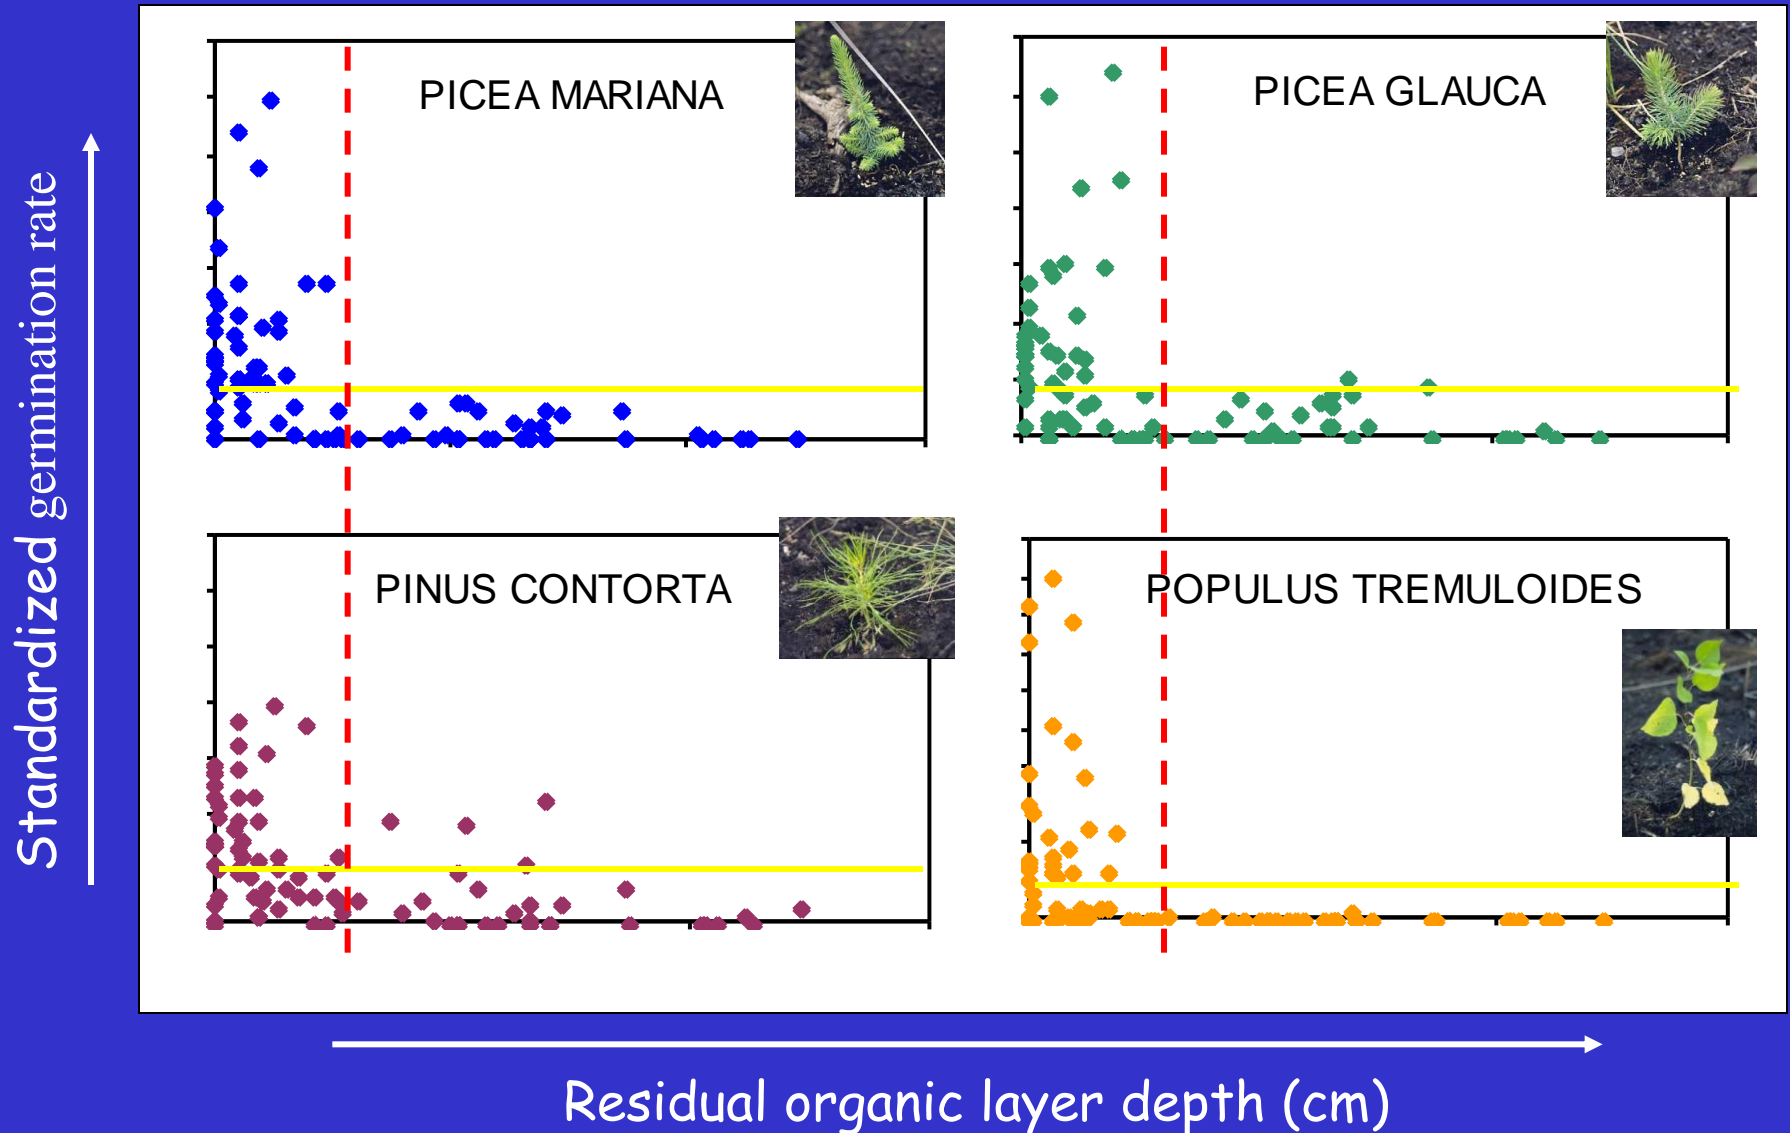 PICEA MARIANA
PICEA GLAUCA
PINUS CONTORTA
POPULUS TREMULOIDES
Standardized germination rate
Residual organic layer depth (cm)